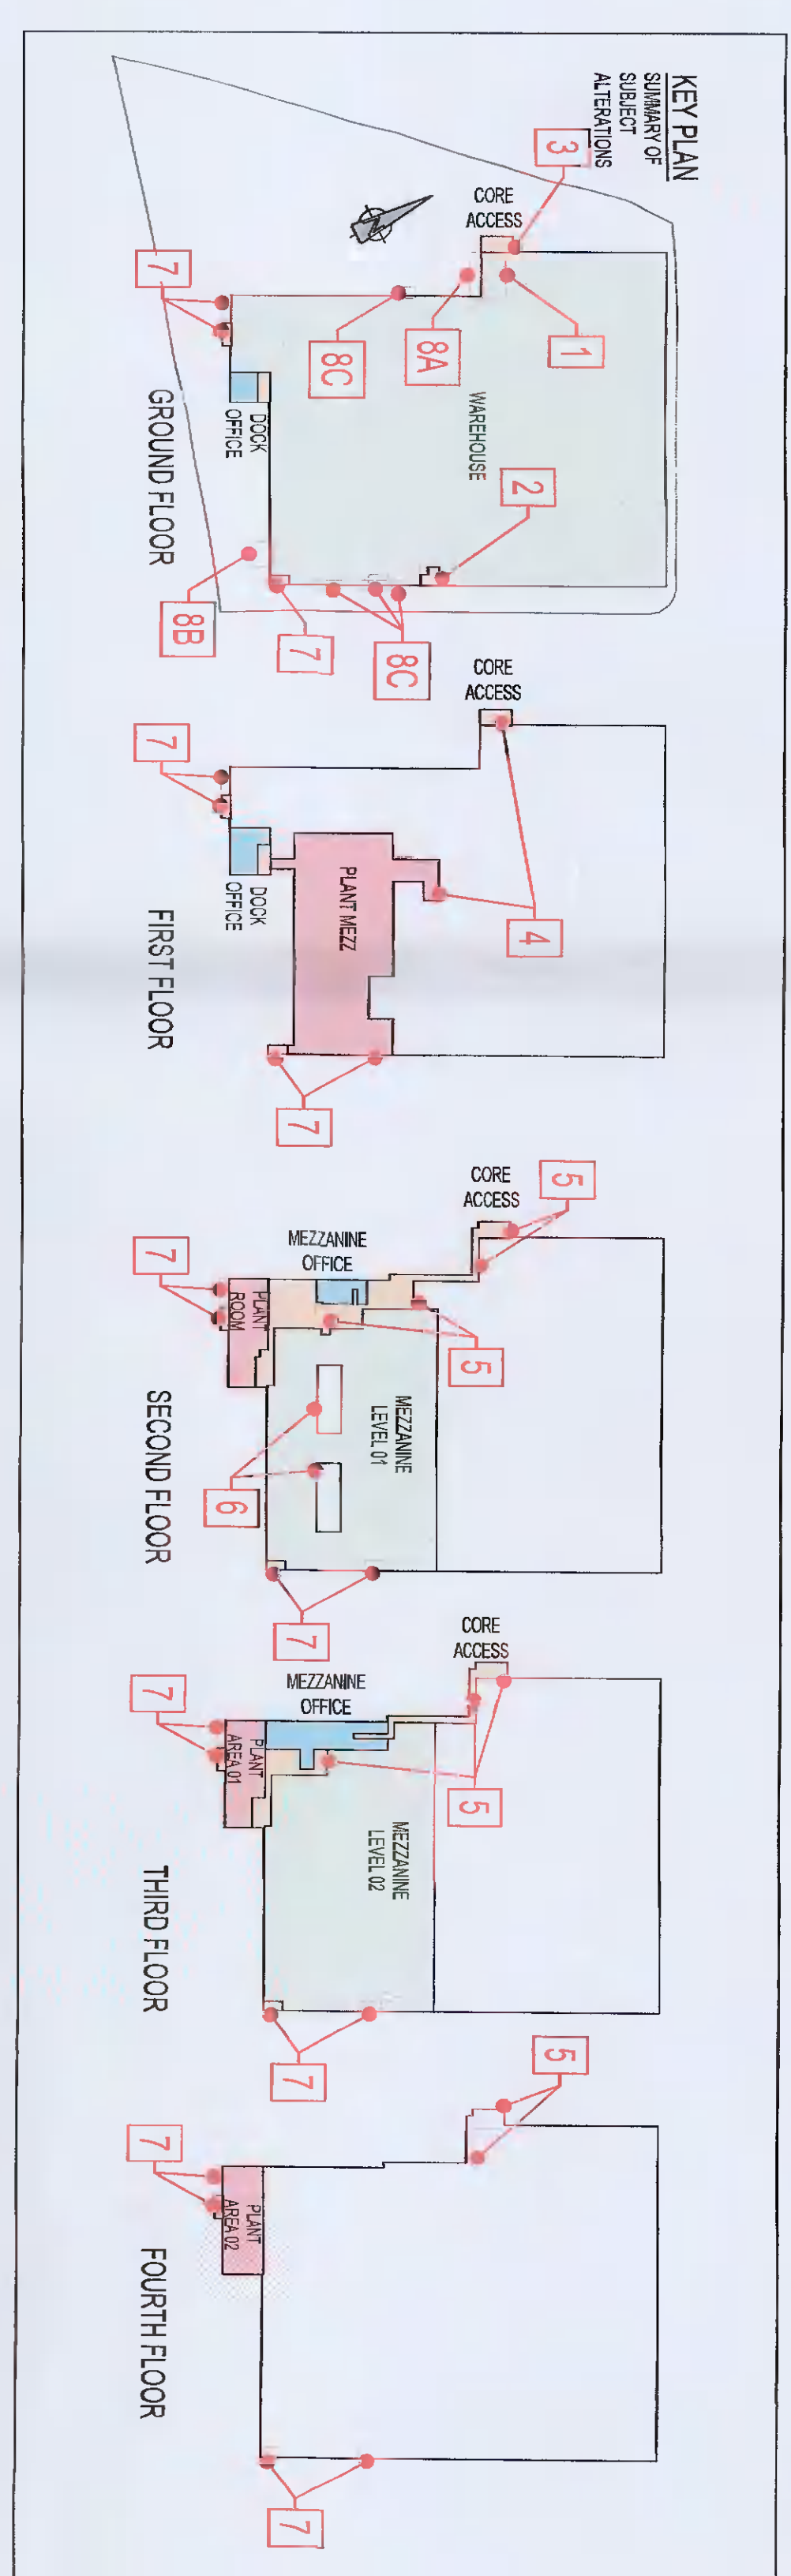 KEY PLAN
SUMMARY OF
SUBJECT
ALTERATIONS
3
CORE
ACCESS
7
8C
8A
1
WAREHOUSE
2
DOCK
OFFICE
8B
7
8C
GROUND FLOOR
CORE
ACCESS
7
PLANT MEZZ
4
DOCK
OFFICE
7
FIRST FLOOR
CORE
ACCESS
5
MEZZANINE
OFFICE
7
PLANT
ROOM
5
MEZZANINE
LEVEL 01
6
7
SECOND FLOOR
CORE
ACCESS
MEZZANINE
OFFICE
7
PLANT
AREA 01
5
MEZZANINE
LEVEL 02
7
THIRD FLOOR
5
7
PLANT
AREA 02
7
FOURTH FLOOR